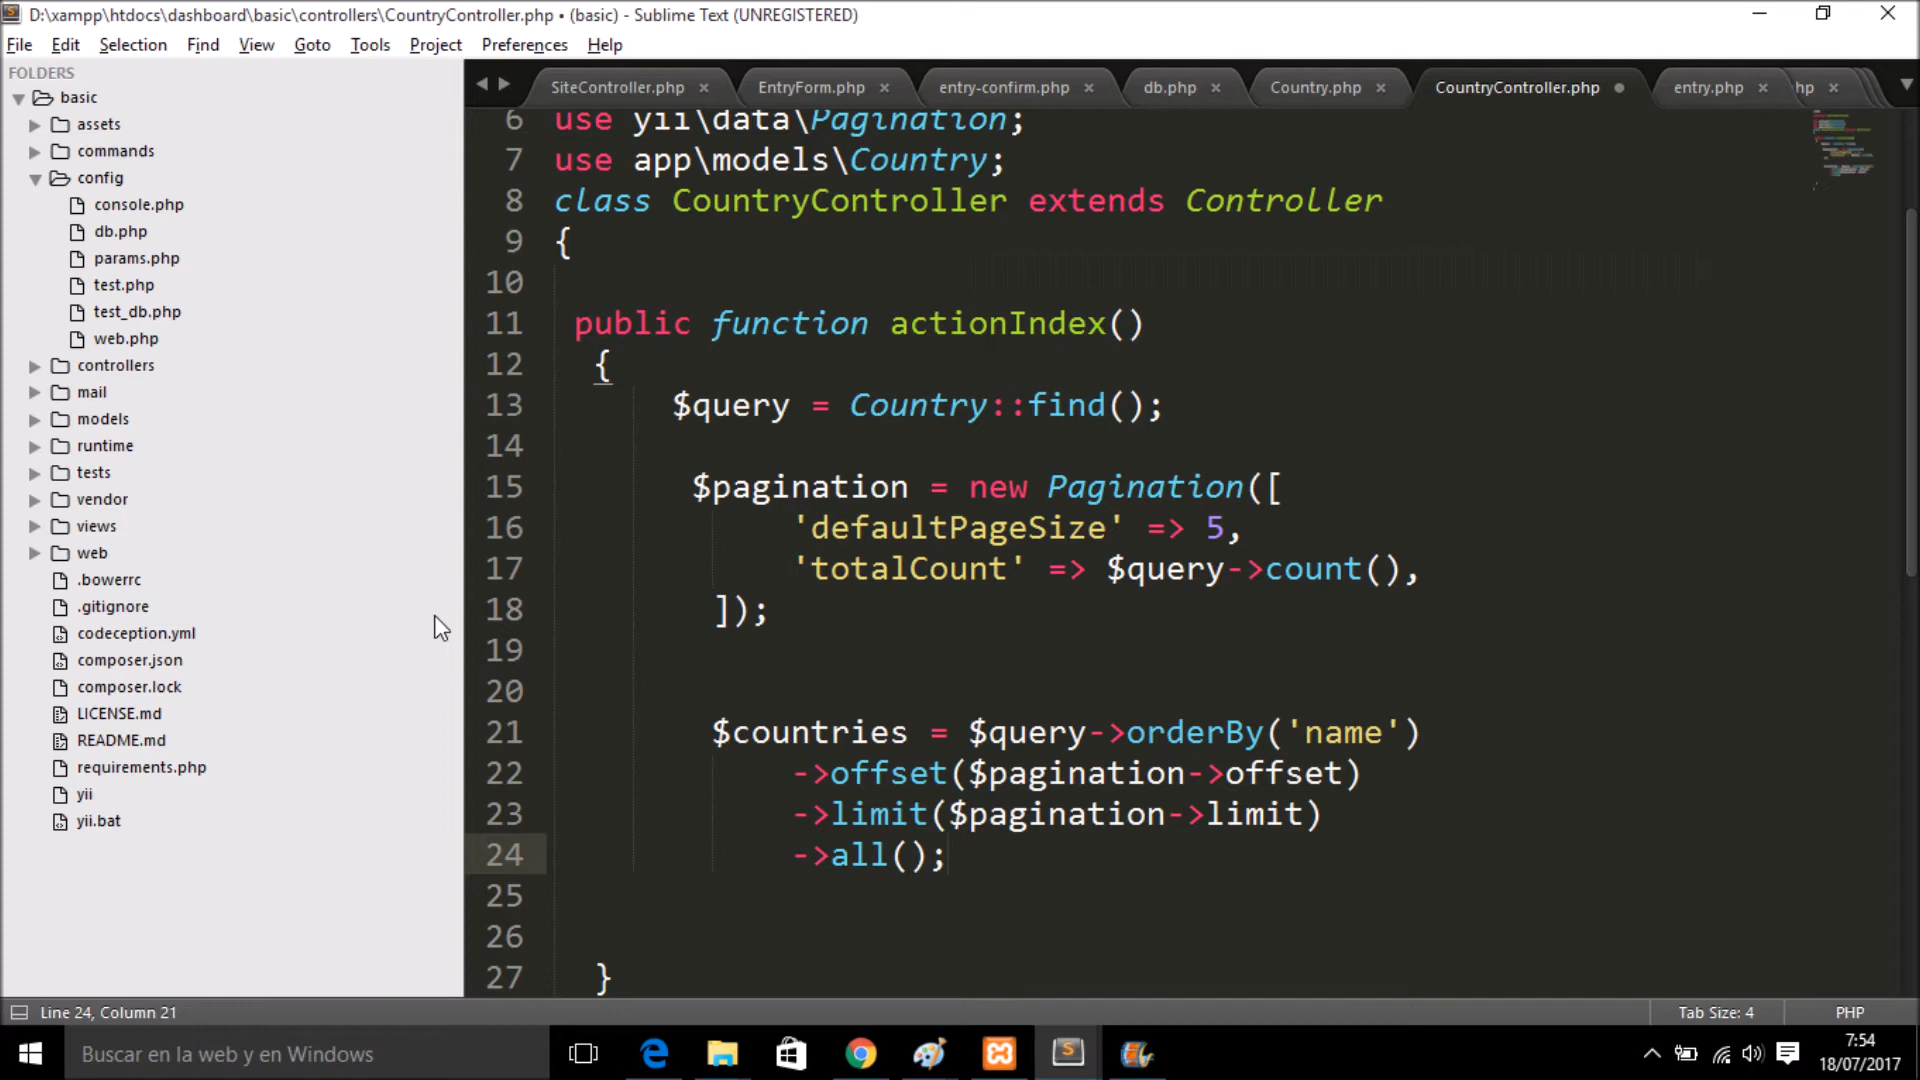 D:\xampp\htdocs\dashboard\basic\controllers\CountryController.php • (basic) - Sublime Text (UNREGISTERED)
File Edit Selection Find View Goto Tools Project Preferences Help
FOLDERS
basic
assets
commands
config
console.php
db.php
params.php
test.php
test_db.php
web.php
controllers
mail
models
runtime
tests
vendor
views
web
.bowerrc
.gitignore
codeception.yml
composer.json
composer.lock
LICENSE.md
README.md
requirements.php
yii
yii.bat
SiteController.php EntryForm.php entry-confirm.php db.php Country.php CountryController.php entry.php hp
6 use yii\data\Pagination;
7 use app\models\Country;
8 class CountryController extends Controller
9 {
10
11 public function actionIndex()
12 {
13 $query = Country::find();
14
15 $pagination = new Pagination([
16 'defaultPageSize' => 5,
17 'totalCount' => $query->count(),
18 ]);
19
20
21 $countries = $query->orderBy('name')
22 ->offset($pagination->offset)
23 ->limit($pagination->limit)
24 ->all();
25
26
27 }
Line 24, Column 21 Tab Size: 4 PHP
Buscar en la web y en Windows
7:54
18/07/2017